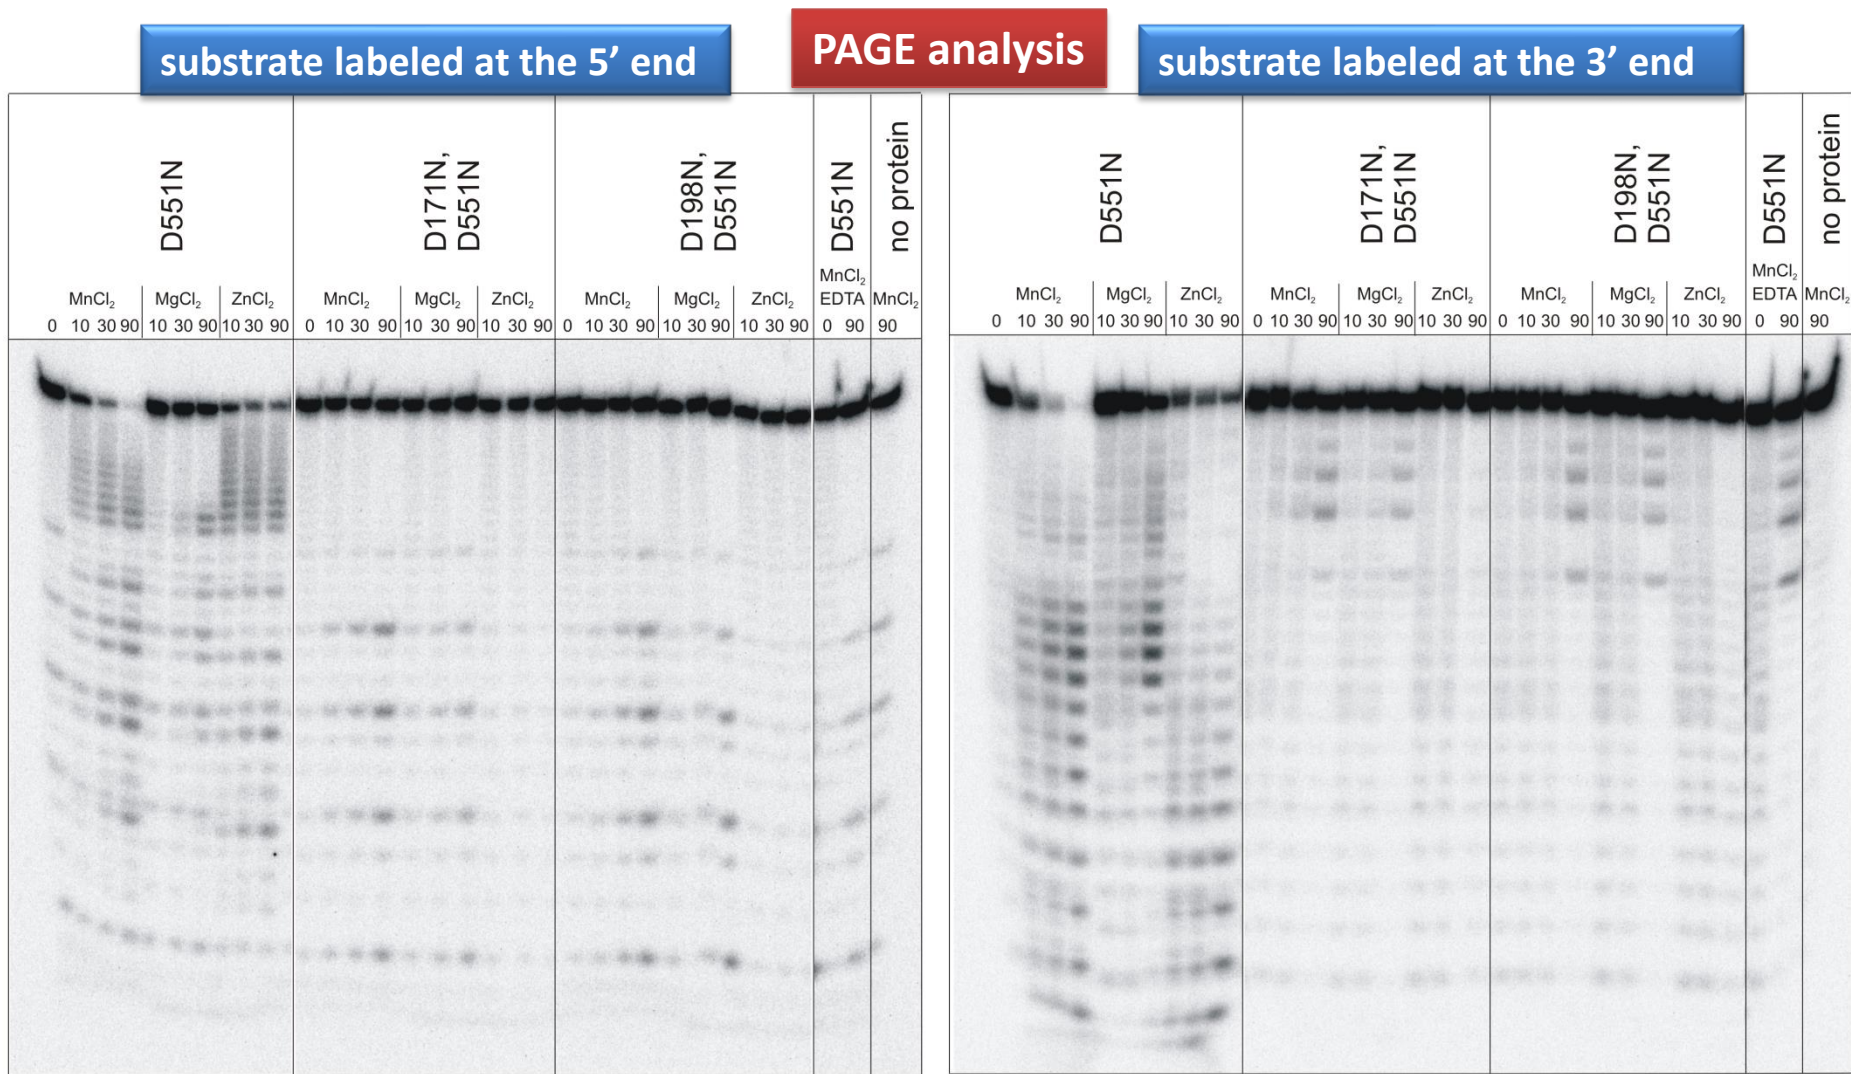 PAGE analysis
substrate labeled at the 5’ end
substrate labeled at the 3’ end
D551N
D171N,
D551N
D198N,
D551N
D551N
no protein
MnCl2 MgCl2 ZnCl2 MnCl2 MgCl2 ZnCl2 MnCl2 MgCl2 ZnCl2 MnCl2 EDTA MnCl2
0 10 30 90 10 30 90 10 30 90 0 10 30 90 10 30 90 10 30 90 0 10 30 90 10 30 90 10 30 90 0 90 90
D551N
D171N,
D551N
D198N,
D551N
D551N
no protein
MnCl2 MgCl2 ZnCl2 MnCl2 MgCl2 ZnCl2 MnCl2 MgCl2 ZnCl2 MnCl2 EDTA MnCl2
0 10 30 90 10 30 90 10 30 90 0 10 30 90 10 30 90 10 30 90 0 10 30 90 10 30 90 10 30 90 0 90 90